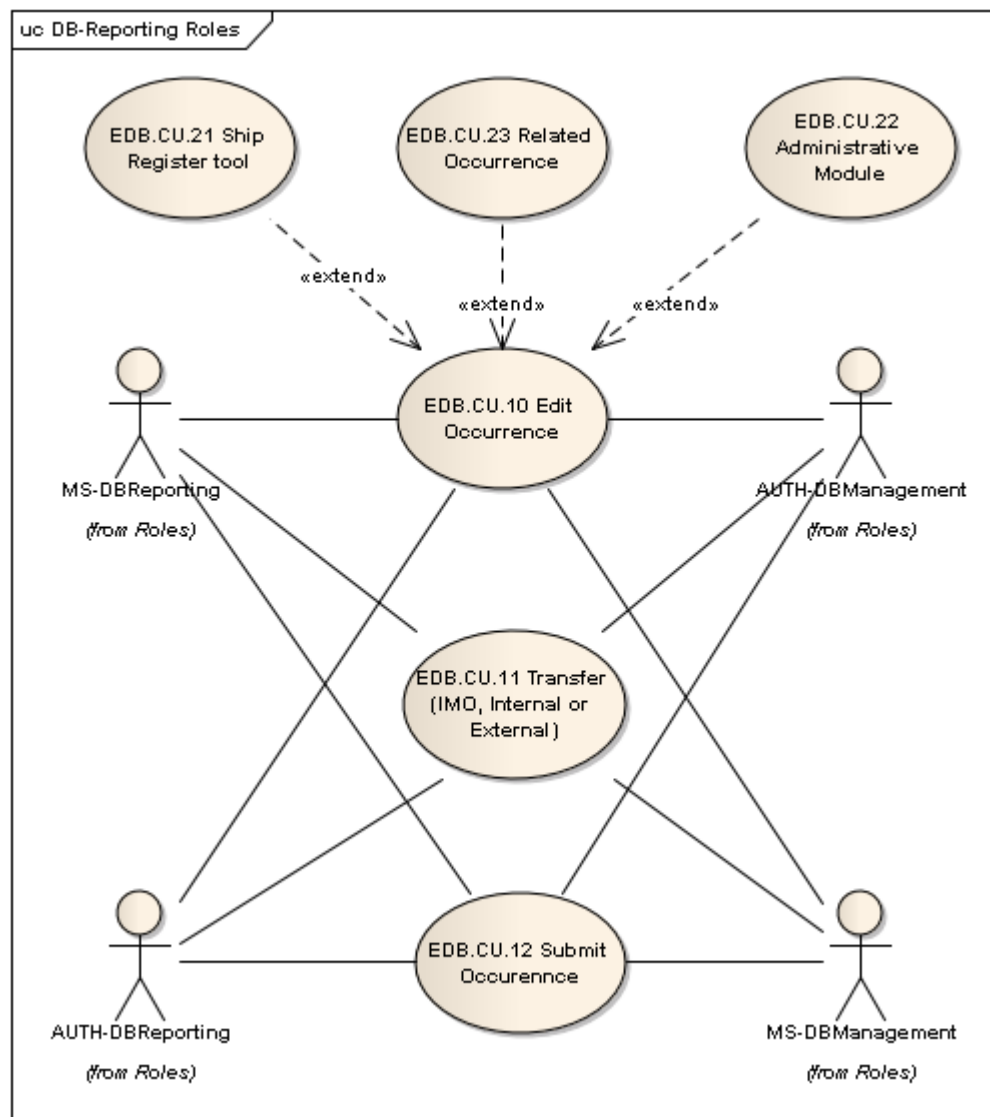 uc DB-Reporting Roles
EDB.CU.21 Ship
Register tool
EDB.CU.23 Related
Occurrence
EDB.CU.22
Administrative
Module
«extend»
«extend»
«extend»
EDB.CU.10 Edit
Occurrence
MS-DBReporting
(from Roles)
AUTH-DBManagement
(from Roles)
EDB.CU.11 Transfer
(IMO, Internal or
External)
EDB.CU.12 Submit
Occurennce
AUTH-DBReporting
(from Roles)
MS-DBManagement
(from Roles)